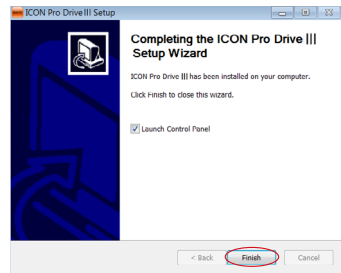 ICON Pro Drive III Setup
Completing the ICON Pro Drive |||
Setup Wizard
ICON Pro Drive ||| has been installed on your computer.
Click Finish to close this wizard.
Launch Control Panel
< Back
Finish
Cancel